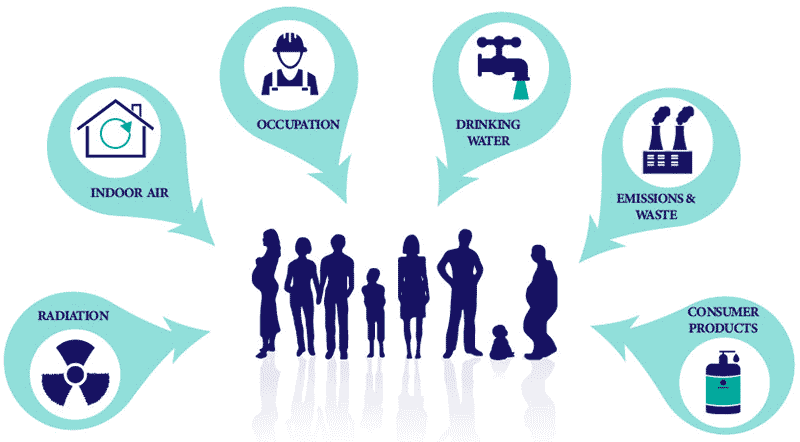 OCCUPATION
DRINKING
WATER
INDOOR AIR
EMISSIONS &
WASTE
RADIATION
CONSUMER
PRODUCTS